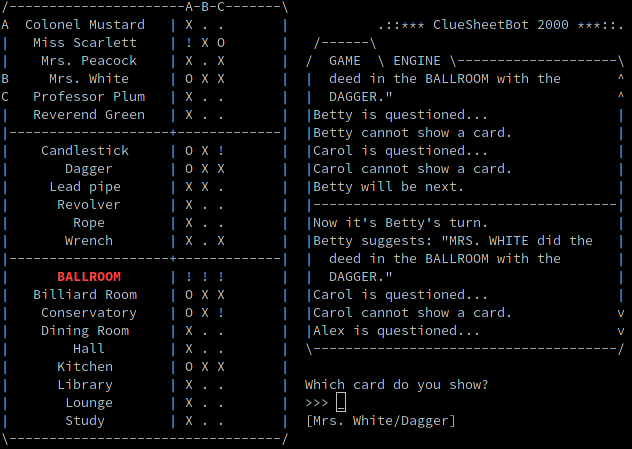 /----------------------A-B-C-------\
A  Colonel Mustard   | X . .       |
|   Miss Scarlett    | ! X O       |
|    Mrs. Peacock    | X . X       |
B     Mrs. White     | O X X       |
C   Professor Plum   | X . .       |
|   Reverend Green   | X . .       |
|--------------------+-------------|
|    Candlestick     | O X !       |
|       Dagger       | O X X       |
|     Lead pipe      | X X .       |
|      Revolver      | X . .       |
|        Rope        | X . .       |
|       Wrench       | X . X       |
|--------------------+-------------|
|      BALLROOM      | ! ! !       |
|   Billiard Room    | O X X       |
|    Conservatory    | O X !       |
|    Dining Room     | X . .       |
|        Hall        | X . .       |
|      Kitchen       | O X X       |
|      Library       | X . .       |
|       Lounge       | X . .       |
|       Study        | X . .       |
\----------------------------------/
.::*** ClueSheetBot 2000 ***::.
/------\
/  GAME  \ ENGINE \--------------------\
|  deed in the BALLROOM with the       ^
|  DAGGER."                            ^
|Betty is questioned...                |
|Betty cannot show a card.             |
|Carol is questioned...                |
|Carol cannot show a card.             |
|Betty will be next.                   |
|--------------------------------------|
|Now it's Betty's turn.                |
|Betty suggests: "MRS. WHITE did the   |
|  deed in the BALLROOM with the       |
|  DAGGER."                            |
|Carol is questioned...                |
|Carol cannot show a card.             v
|Alex is questioned...                 v
\--------------------------------------/
Which card do you show?
>>>
[Mrs. White/Dagger]